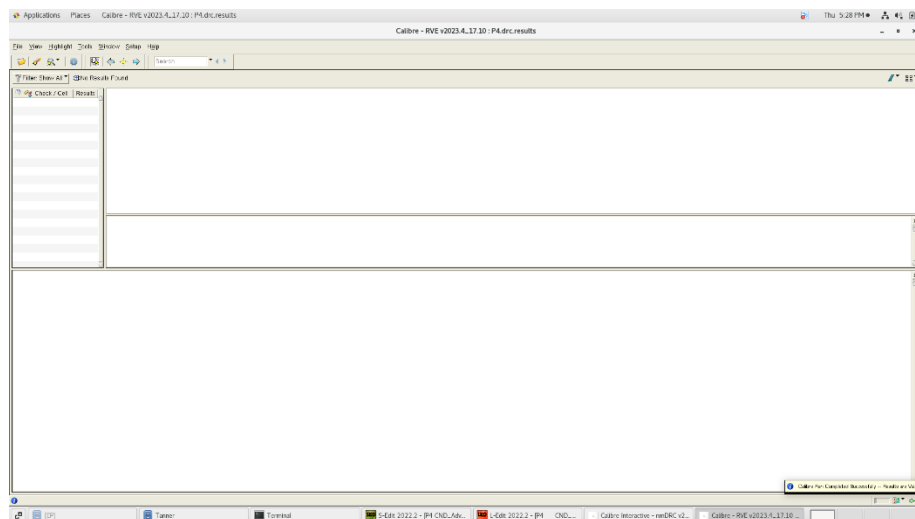 Applications Places Calibre - RVE v2023.4_17.10 : P4.drc.results Thu 5:28 PM
Calibre - RVE v2023.4_17.10 : P4.drc.results
File View Highlight Tools Window Setup Help
Search
Filter: Show All No Results Found
Check / Cell Results
Calibre Run Completed Successfully -
Tanner Terminal S-Edit 2022.2 - [P4 CND_Adv... L-Edit 2022.2 - [P4 CND_... Calibre Interactive - nmDRC v2... Calibre - RVE v2023.4_17.10 ...